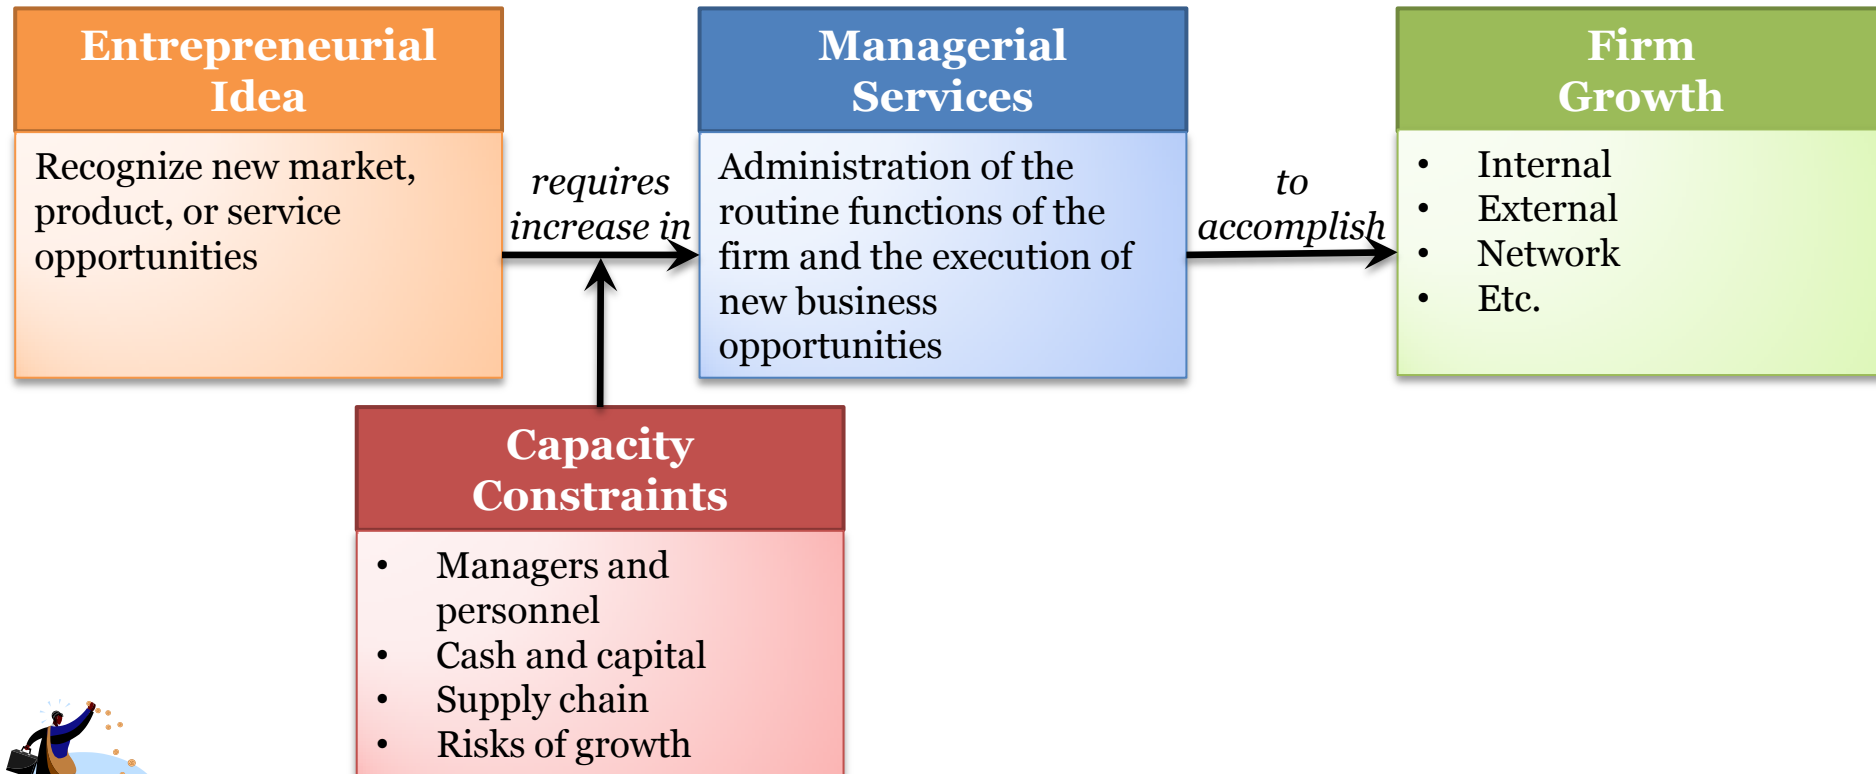 Entrepreneurial
Idea
Recognize new market,
product, or service
opportunities
requires
increase in
Managerial
Services
Administration of the
routine functions of the
firm and the execution of
new business
opportunities
to
accomplish
Firm
Growth
• Internal
• External
• Network
• Etc.
Capacity
Constraints
• Managers and
personnel
• Cash and capital
• Supply chain
• Risks of growth